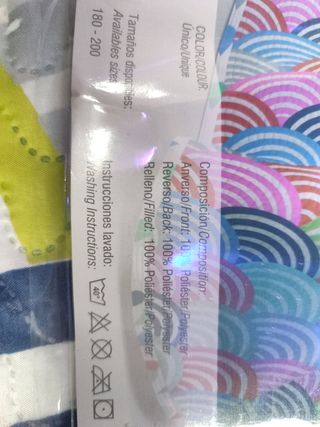 COLOR/COLOUR:
Único/Unique
Composición/Composition:
Anverso/Front: 100% Poliéster/Polyester
Reverso/Back: 100% Poliéster/Polyester
Relleno/Filled: 100% Poliéster/Polyester
Tamaños disponibles:
Availables sizes:
180 - 200
Instrucciones lavado:
Washing Instructions:
40°